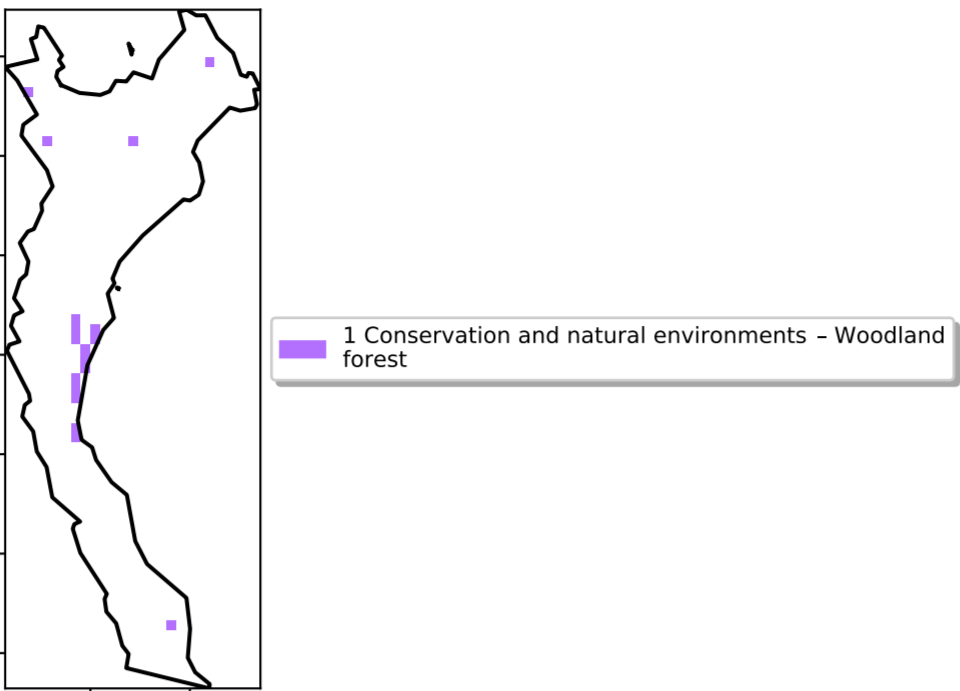 1 Conservation and natural environments – Woodland
forest